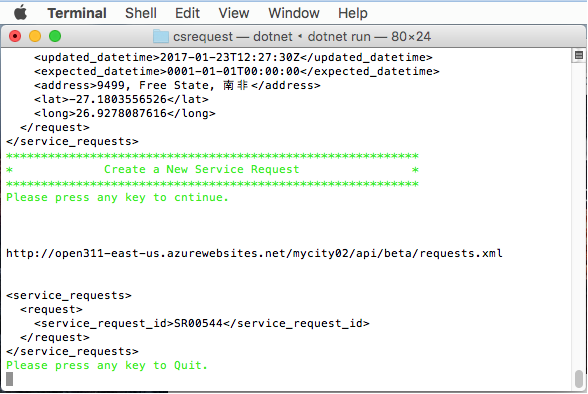 Terminal Shell Edit View Window Help
csrequest — dotnet ◂ dotnet run — 80×24
<updated_datetime>2017-01-23T12:27:30Z</updated_datetime>
<expected_datetime>0001-01-01T00:00:00</expected_datetime>
<address>9499, Free State, 南非</address>
<lat>-27.1803556526</lat>
<long>26.9278087616</long>
</request>
</service_requests>
***********************************************************
* Create a New Service Request *
***********************************************************
Please press any key to cntinue.
http://open311-east-us.azurewebsites.net/mycity02/api/beta/requests.xml
<service_requests>
<request>
<service_request_id>SR00544</service_request_id>
</request>
</service_requests>
Please press any key to Quit.